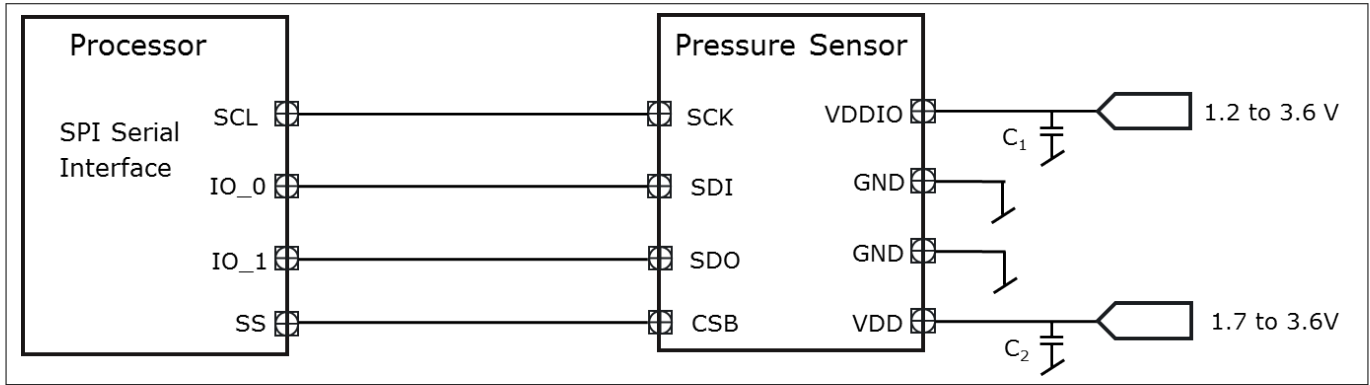 Processor
SPI Serial
Interface
SCL
IO_0
IO_1
SS
Pressure Sensor
SCK
SDI
SDO
CSB
VDDIO
GND
GND
VDD
C1
1.2 to 3.6 V
C2
1.7 to 3.6V